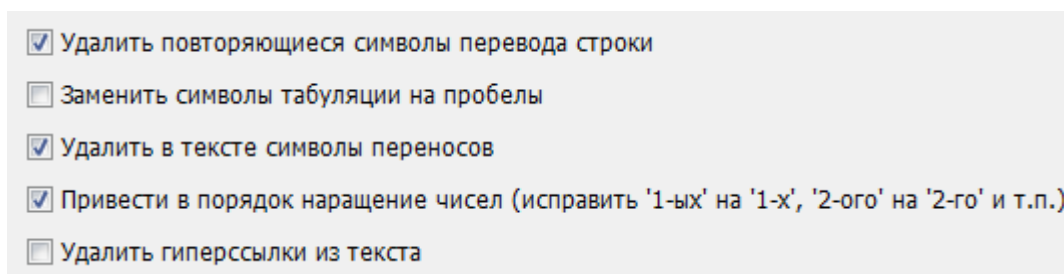 Удалить повторяющиеся символы перевода строки
Заменить символы табуляции на пробелы
Удалить в тексте символы переносов
Привести в порядок наращение чисел (исправить '1-ых' на '1-х', '2-ого' на '2-го' и т.п.)
Удалить гиперссылки из текста